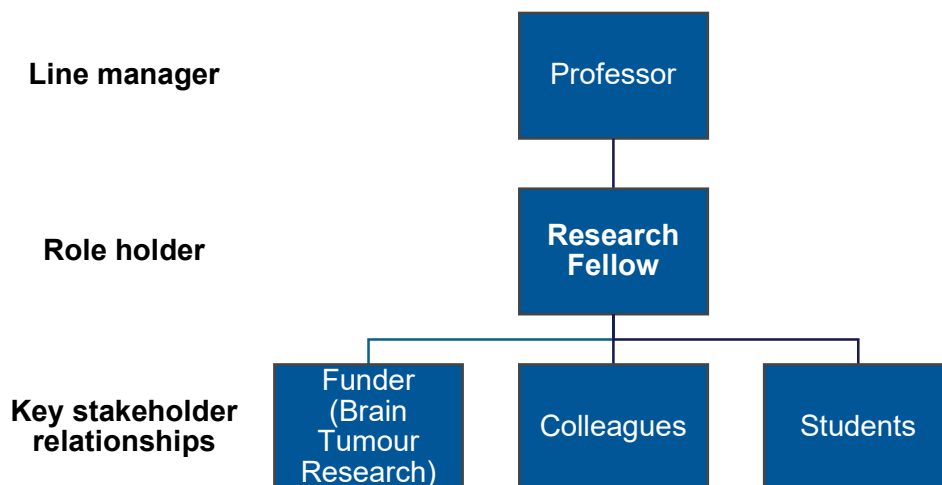 Line manager
Professor
Role holder
Research
Fellow
Key stakeholder
relationships
Funder
(Brain
Tumour
Research)
Colleagues
Students